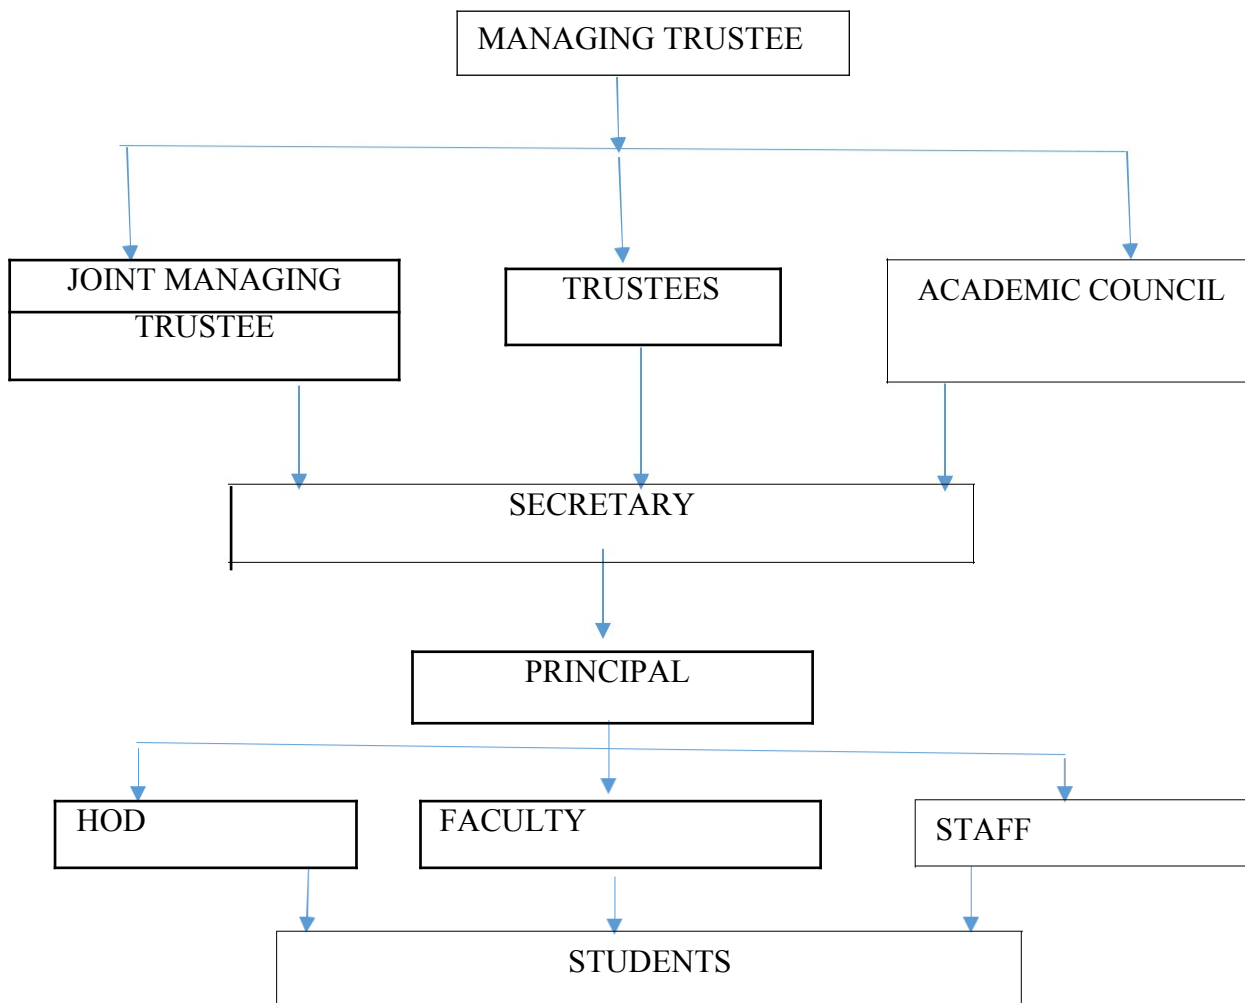 MANAGING TRUSTEE
JOINT MANAGING
TRUSTEE
TRUSTEES
ACADEMIC COUNCIL
SECRETARY
PRINCIPAL
HOD
FACULTY
STAFF
STUDENTS